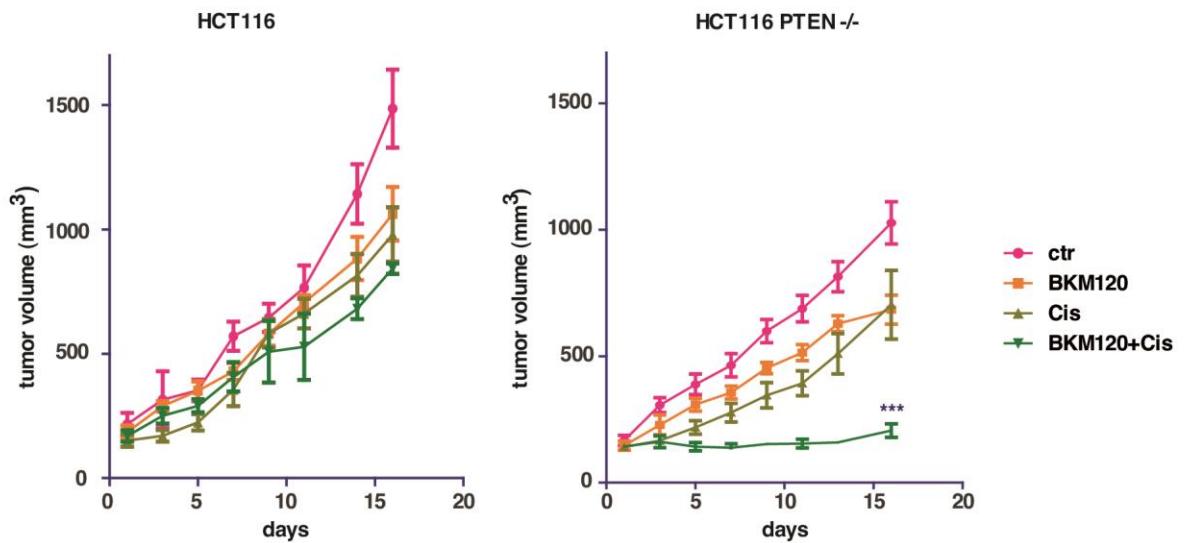 HCT116
tumor volume (mm³)
1500
1000
500
0
0 5 10 15 20
days
HCT116 PTEN -/-
tumor volume (mm³)
1500
1000
500
0
0 5 10 15 20
days
***
ctr
BKM120
Cis
BKM120+Cis